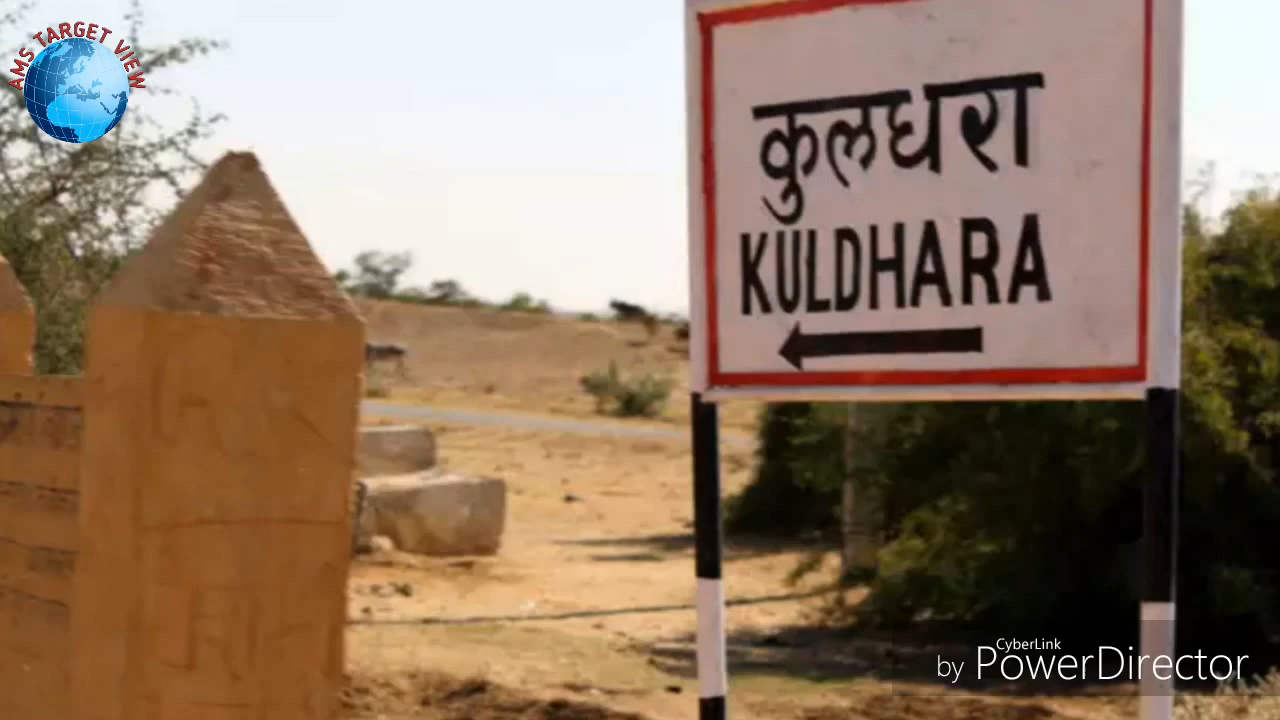 AMS TARGET VIEW
कुलधरा
KULDHARA
CyberLink
by PowerDirector